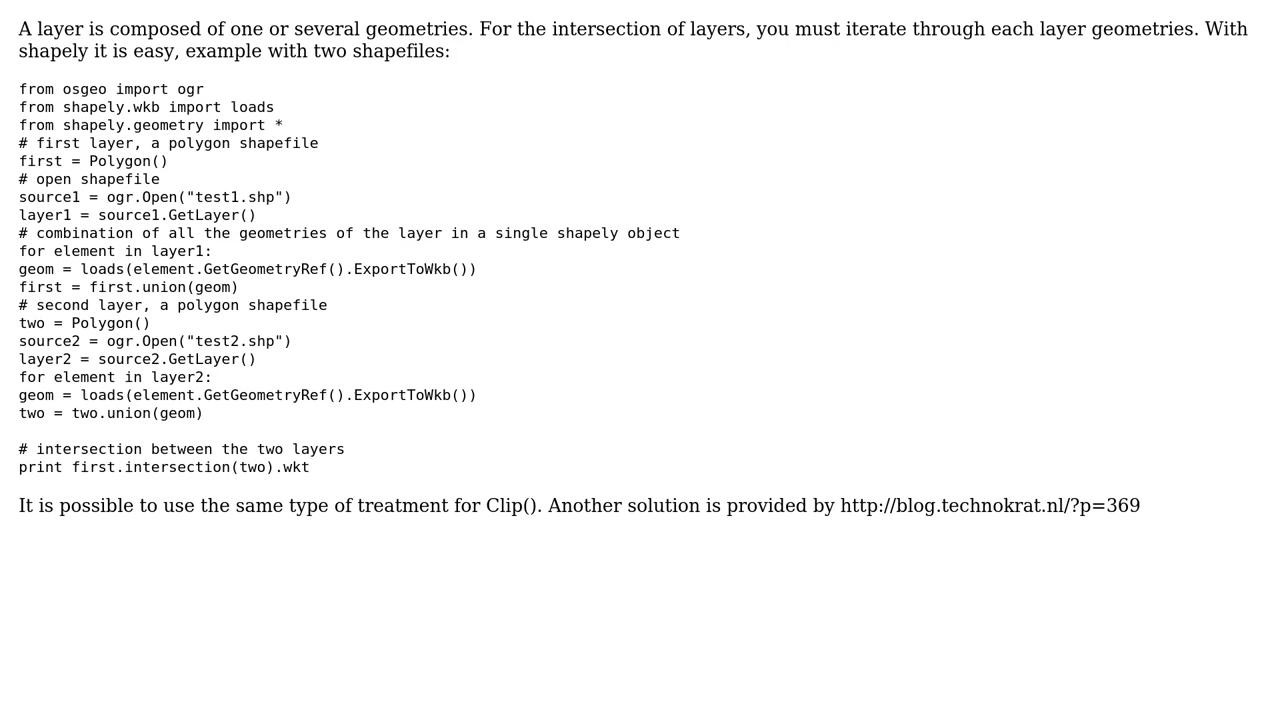 A layer is composed of one or several geometries. For the intersection of layers, you must iterate through each layer geometries. With
shapely it is easy, example with two shapefiles:
from osgeo import ogr
from shapely.wkb import loads
from shapely.geometry import *
# first layer, a polygon shapefile
first = Polygon()
# open shapefile
source1 = ogr.Open("test1.shp")
layer1 = source1.GetLayer()
# combination of all the geometries of the layer in a single shapely object
for element in layer1:
geom = loads(element.GetGeometryRef().ExportToWkb())
first = first.union(geom)
# second layer, a polygon shapefile
two = Polygon()
source2 = ogr.Open("test2.shp")
layer2 = source2.GetLayer()
for element in layer2:
geom = loads(element.GetGeometryRef().ExportToWkb())
two = two.union(geom)
# intersection between the two layers
print first.intersection(two).wkt
It is possible to use the same type of treatment for Clip(). Another solution is provided by http://blog.technokrat.nl/?p=369